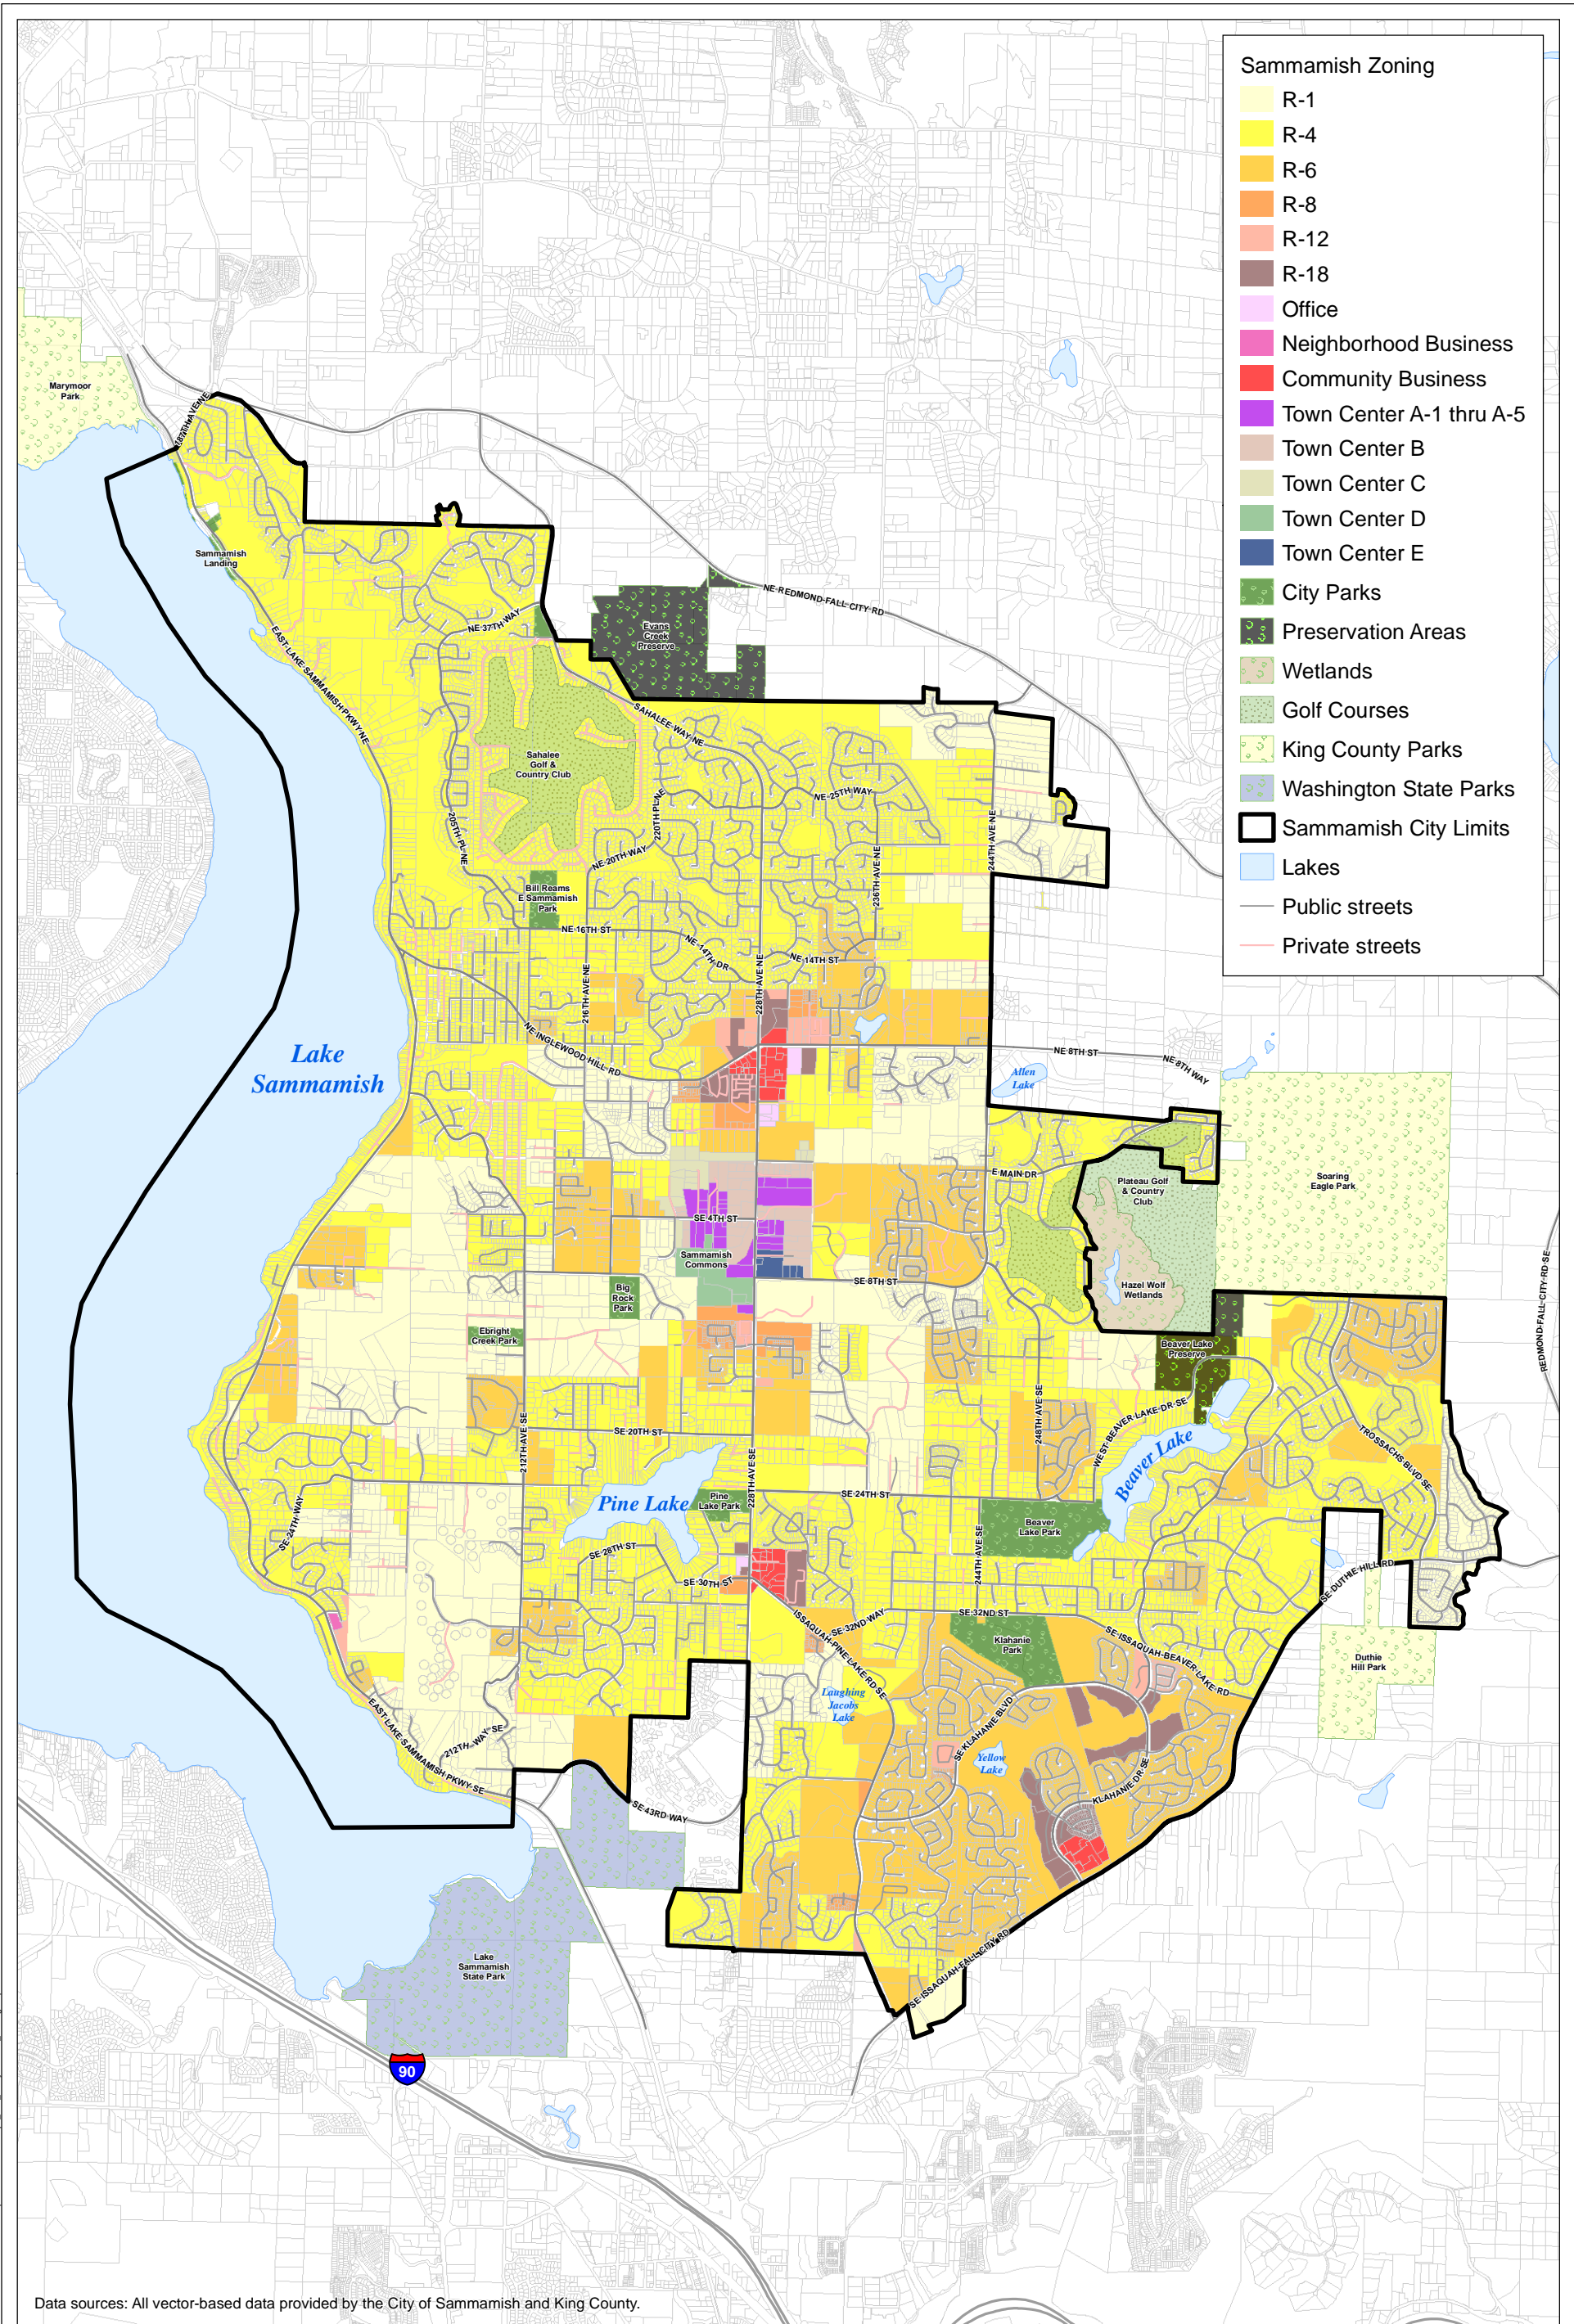 Sammamish Zoning
R-1
R-4
R-6
R-8
R-12
R-18
Office
Neighborhood Business
Community Business
Town Center A-1 thru A-5
Town Center B
Town Center C
Town Center D
Town Center E
City Parks
Preservation Areas
Wetlands
Golf Courses
King County Parks
Washington State Parks
Sammamish City Limits
Lakes
Public streets
Private streets
Marymoor
Park
187TH AVE NE
Sammamish
Landing
EAST LAKE SAMMAMISH PKWY NE
NE 37TH WAY
Evans
Creek
Preserve
NE REDMOND-FALL CITY RD
SAHALEE WAY NE
Sahalee
Golf &
Country Club
205TH PL NE
220TH PL NE
NE 25TH WAY
NE 20TH WAY
236TH AVE NE
244TH AVE NE
Bill Reams
E Sammamish
Park
NE 16TH ST
NE 14TH DR
NE 14TH ST
216TH AVE NE
228TH AVE NE
NE INGLEWOOD HILL RD
NE 8TH ST
NE 8TH WAY
Lake
Sammamish
Allen
Lake
E MAIN DR
Plateau Golf
& Country
Club
Soaring
Eagle Park
SE 4TH ST
Sammamish
Commons
SE 8TH ST
Hazel Wolf
Wetlands
Big
Rock
Park
Ebright
Creek Park
REDMOND-FALL CITY RD SE
Beaver Lake
Preserve
212TH AVE SE
SE 20TH ST
248TH AVE SE
WEST BEAVER LAKE DR SE
Beaver Lake
TROSSACHS BLVD SE
228TH AVE SE
Pine Lake
Pine
Lake Park
SE 24TH ST
SE 24TH WAY
Beaver
Lake Park
244TH AVE SE
SE 28TH ST
SE 30TH ST
SE DUTHIE HILL RD
ISSAQUAH-PINE LAKE RD SE
SE 32ND WAY
SE 32ND ST
Klahanie
Park
SE ISSAQUAH-BEAVER LAKE RD
Duthie
Hill Park
Laughing
Jacobs
Lake
SE KLAHANIE BLVD
Yellow
Lake
KLAHANIE DR SE
EAST LAKE SAMMAMISH PKWY SE
212TH WAY SE
SE 43RD WAY
SE ISSAQUAH-FALL CITY RD
Lake
Sammamish
State Park
90
Data sources: All vector-based data provided by the City of Sammamish and King County.